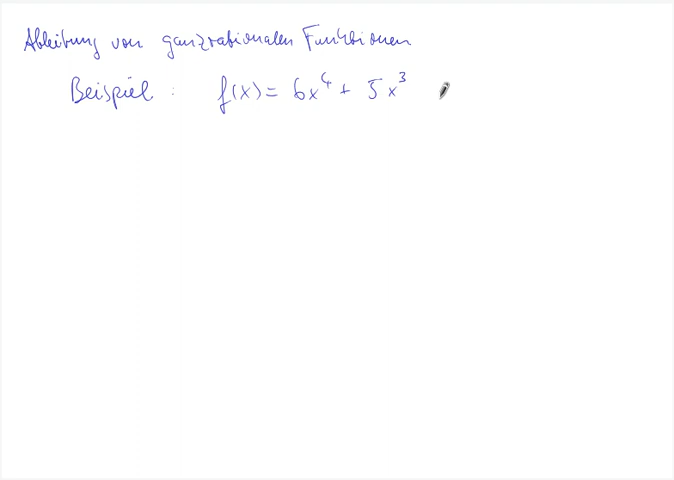 Ableitung von ganzrationalen Funktionen
Beispiel : f(x) = 6x⁴ + 5x³